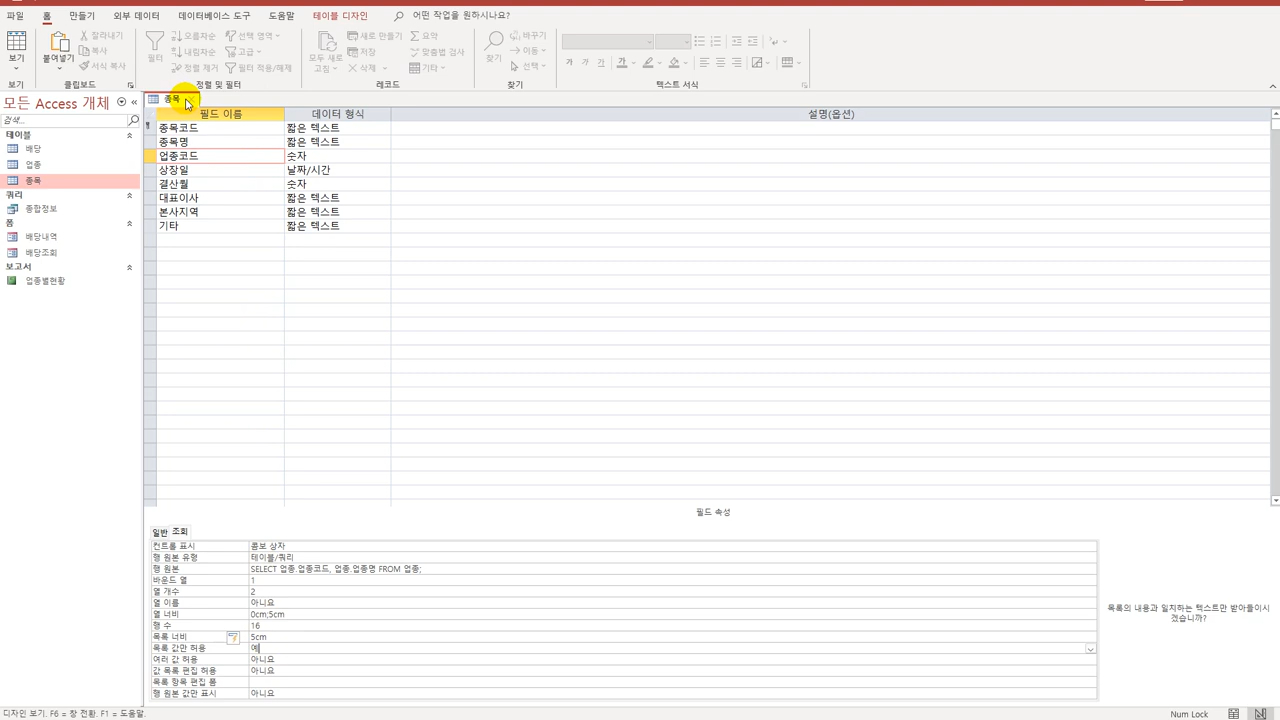 파일 홈 만들기 외부 데이터 데이터베이스 도구 도움말 테이블 디자인 어떤 작업을 원하시나요?
잘라내기
복사
서식 복사
보기 붙여넣기
오름차순 선택 영역
내림차순 고급
정렬 제거 필터 적용/해제
필터
모두 새로 고침
새로 만들기 요약
저장 맞춤법 검사
삭제 기타
찾기
바꾸기
이동
선택
가 가 가
보기 클립보드 정렬 및 필터 레코드 찾기 텍스트 서식
모든 Access 개체
검색...
테이블
배당
업종
종목
쿼리
종합정보
폼
배당내역
배당조회
보고서
업종별현황
종목
필드 이름 데이터 형식 설명(옵션)
종목코드 짧은 텍스트
종목명 짧은 텍스트
업종코드 숫자
상장일 날짜/시간
결산월 숫자
대표이사 짧은 텍스트
본사지역 짧은 텍스트
기타 짧은 텍스트
필드 속성
일반 조회
컨트롤 표시 콤보 상자
행 원본 유형 테이블/쿼리
행 원본 SELECT 업종.업종코드, 업종.업종명 FROM 업종;
바운드 열 1
열 개수 2
열 이름 아니요
열 너비 0cm;5cm
행 수 16
목록 너비 5cm
목록 값만 허용 예
여러 값 허용 아니요
값 목록 편집 허용 아니요
목록 항목 편집 폼
행 원본 값만 표시 아니요
목록의 내용과 일치하는 텍스트만 받아들이시
겠습니까?
디자인 보기. F6 = 창 전환. F1 = 도움말. Num Lock